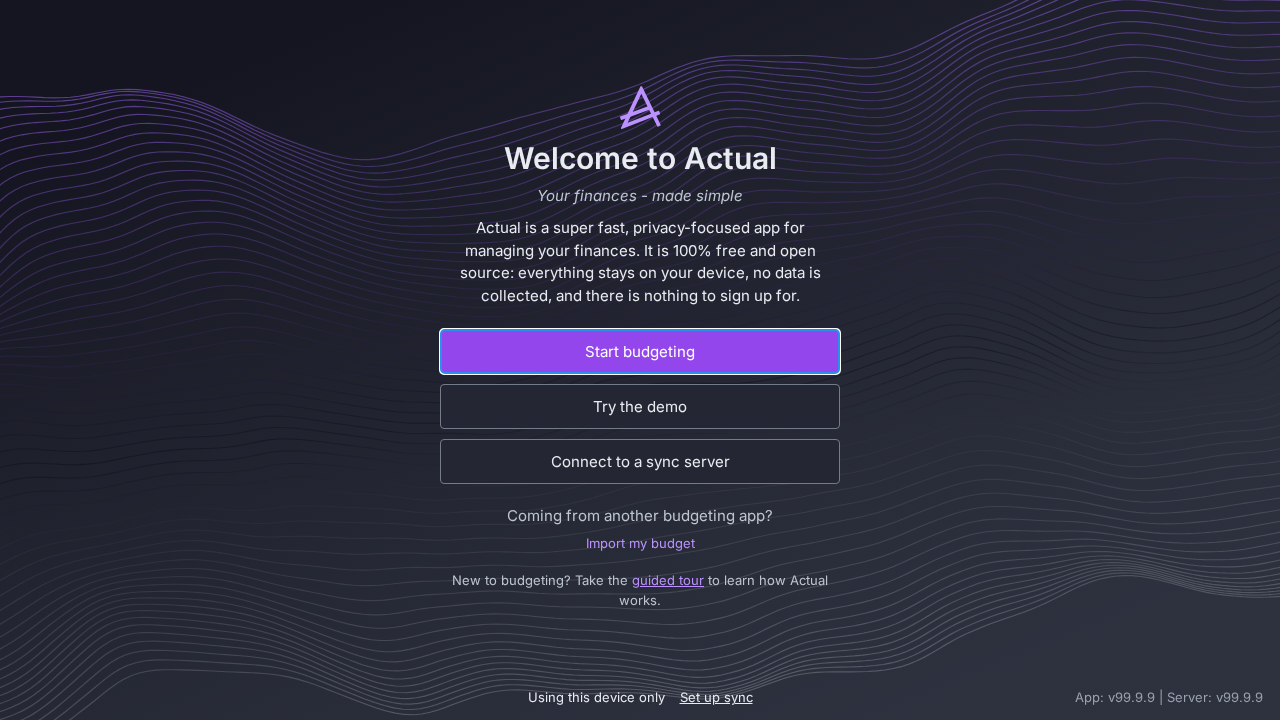 Welcome to Actual
Your finances - made simple
Actual is a super fast, privacy-focused app for
managing your finances. It is 100% free and open
source: everything stays on your device, no data is
collected, and there is nothing to sign up for.
Start budgeting
Try the demo
Connect to a sync server
Coming from another budgeting app?
Import my budget
New to budgeting? Take the guided tour to learn how Actual
works.
Using this device only Set up sync
App: v99.9.9 | Server: v99.9.9